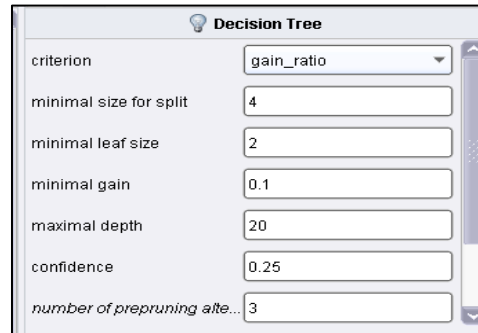 Decision Tree
criterion gain_ratio
minimal size for split 4
minimal leaf size 2
minimal gain 0.1
maximal depth 20
confidence 0.25
number of prepruning alte... 3